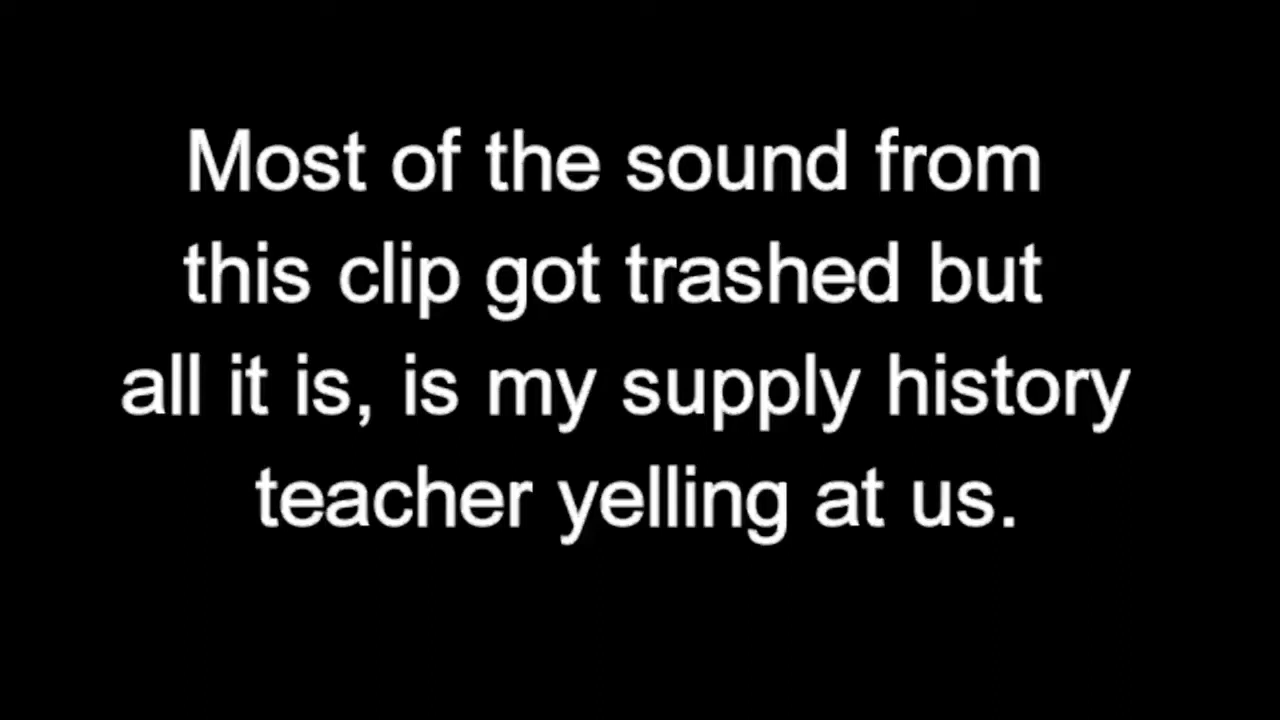 Most of the sound from
this clip got trashed but
all it is, is my supply history
teacher yelling at us.